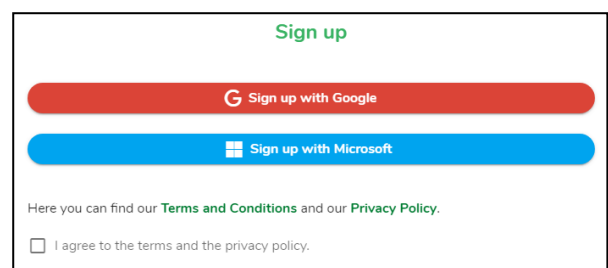 Sign up
Sign up with Google
Sign up with Microsoft
Here you can find our Terms and Conditions and our Privacy Policy.
I agree to the terms and the privacy policy.